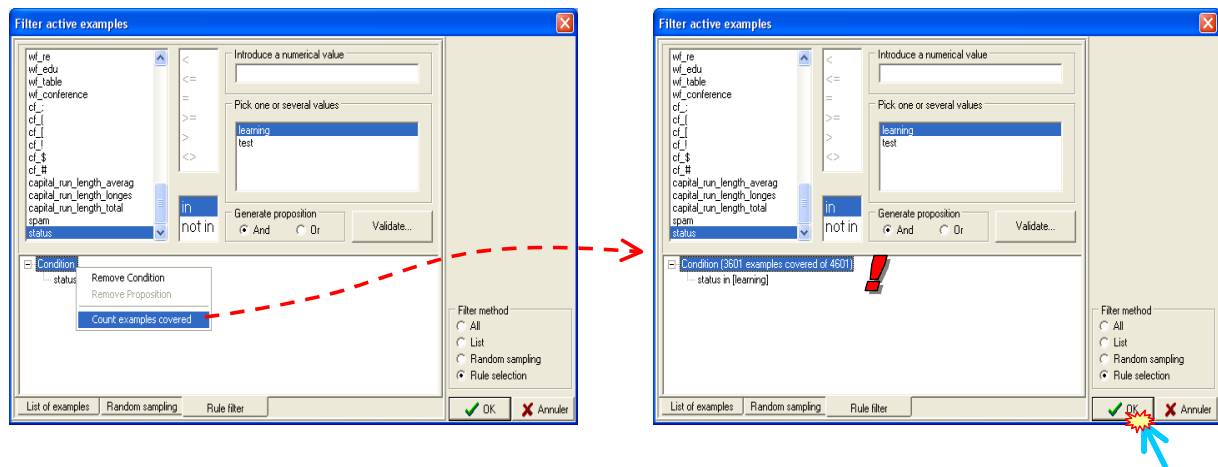 Filter active examples
wf_re
wf_edu
wf_table
wf_conference
cf_;
cf_(
cf_[
cf_!
cf_$
cf_#
capital_run_length_averag
capital_run_length_longes
capital_run_length_total
spam
status
<
<=
=
>=
>
<>
in
not in
Introduce a numerical value
Pick one or several values
learning
test
Generate proposition
And
Or
Validate...
Condition
status
Remove Condition
Remove Proposition
Count examples covered
Filter method
All
List
Random sampling
Rule selection
List of examples
Random sampling
Rule filter
OK
Annuler
Filter active examples
wf_re
wf_edu
wf_table
wf_conference
cf_;
cf_(
cf_[
cf_!
cf_$
cf_#
capital_run_length_averag
capital_run_length_longes
capital_run_length_total
spam
status
<
<=
=
>=
>
<>
in
not in
Introduce a numerical value
Pick one or several values
learning
test
Generate proposition
And
Or
Validate...
Condition (3601 examples covered of 4601)
status in [learning]
!
Filter method
All
List
Random sampling
Rule selection
List of examples
Random sampling
Rule filter
OK
Annuler